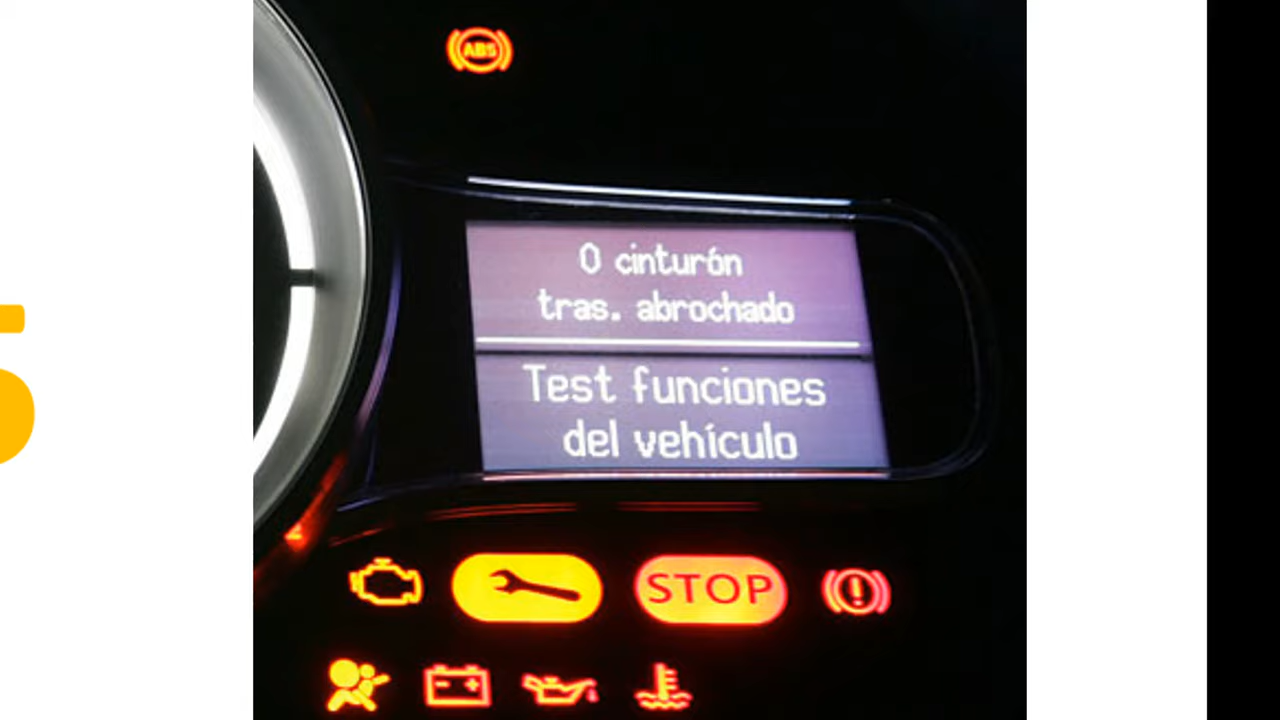 ABS
0 cinturón
tras. abrochado
Test funciones
del vehículo
STOP